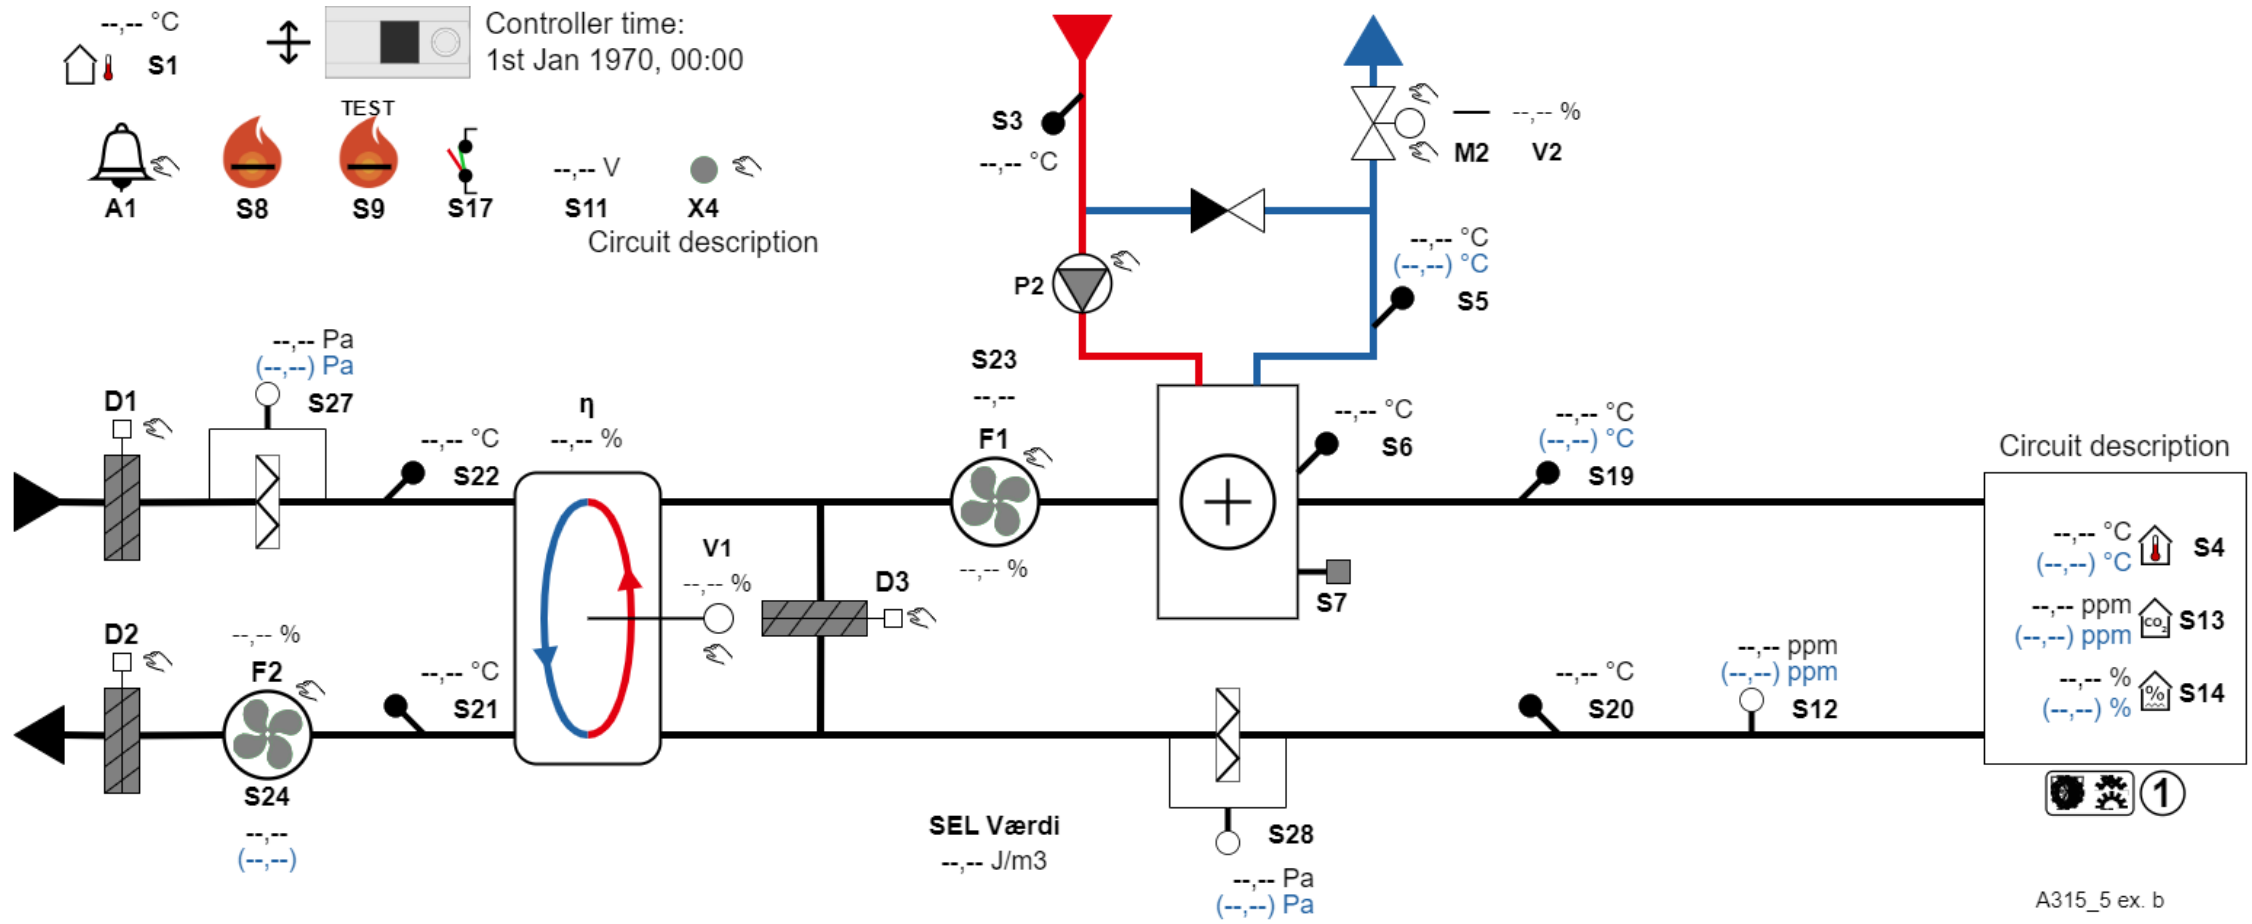 --,-- °C
S1
Controller time:
1st Jan 1970, 00:00
TEST
A1
S8
S9
S17
--,-- V
S11
X4
Circuit description
S3
--,-- °C
--,-- %
M2
V2
P2
--,-- °C
(--,--) °C
S5
--,-- Pa
(--,--) Pa
S27
D1
--,-- °C
S22
η
--,-- %
S23
--,--
F1
--,-- %
--,-- °C
S6
S7
--,-- °C
(--,--) °C
S19
Circuit description
--,-- °C
(--,--) °C
S4
--,-- ppm
(--,--) ppm
CO2
S13
--,-- %
(--,--) %
%
S14
V1
--,-- %
D3
D2
--,-- %
F2
S24
--,--
(--,--)
--,-- °C
S21
--,-- °C
S20
--,-- ppm
(--,--) ppm
S12
SEL Værdi
--,-- J/m3
S28
--,-- Pa
(--,--) Pa
1
A315_5 ex. b